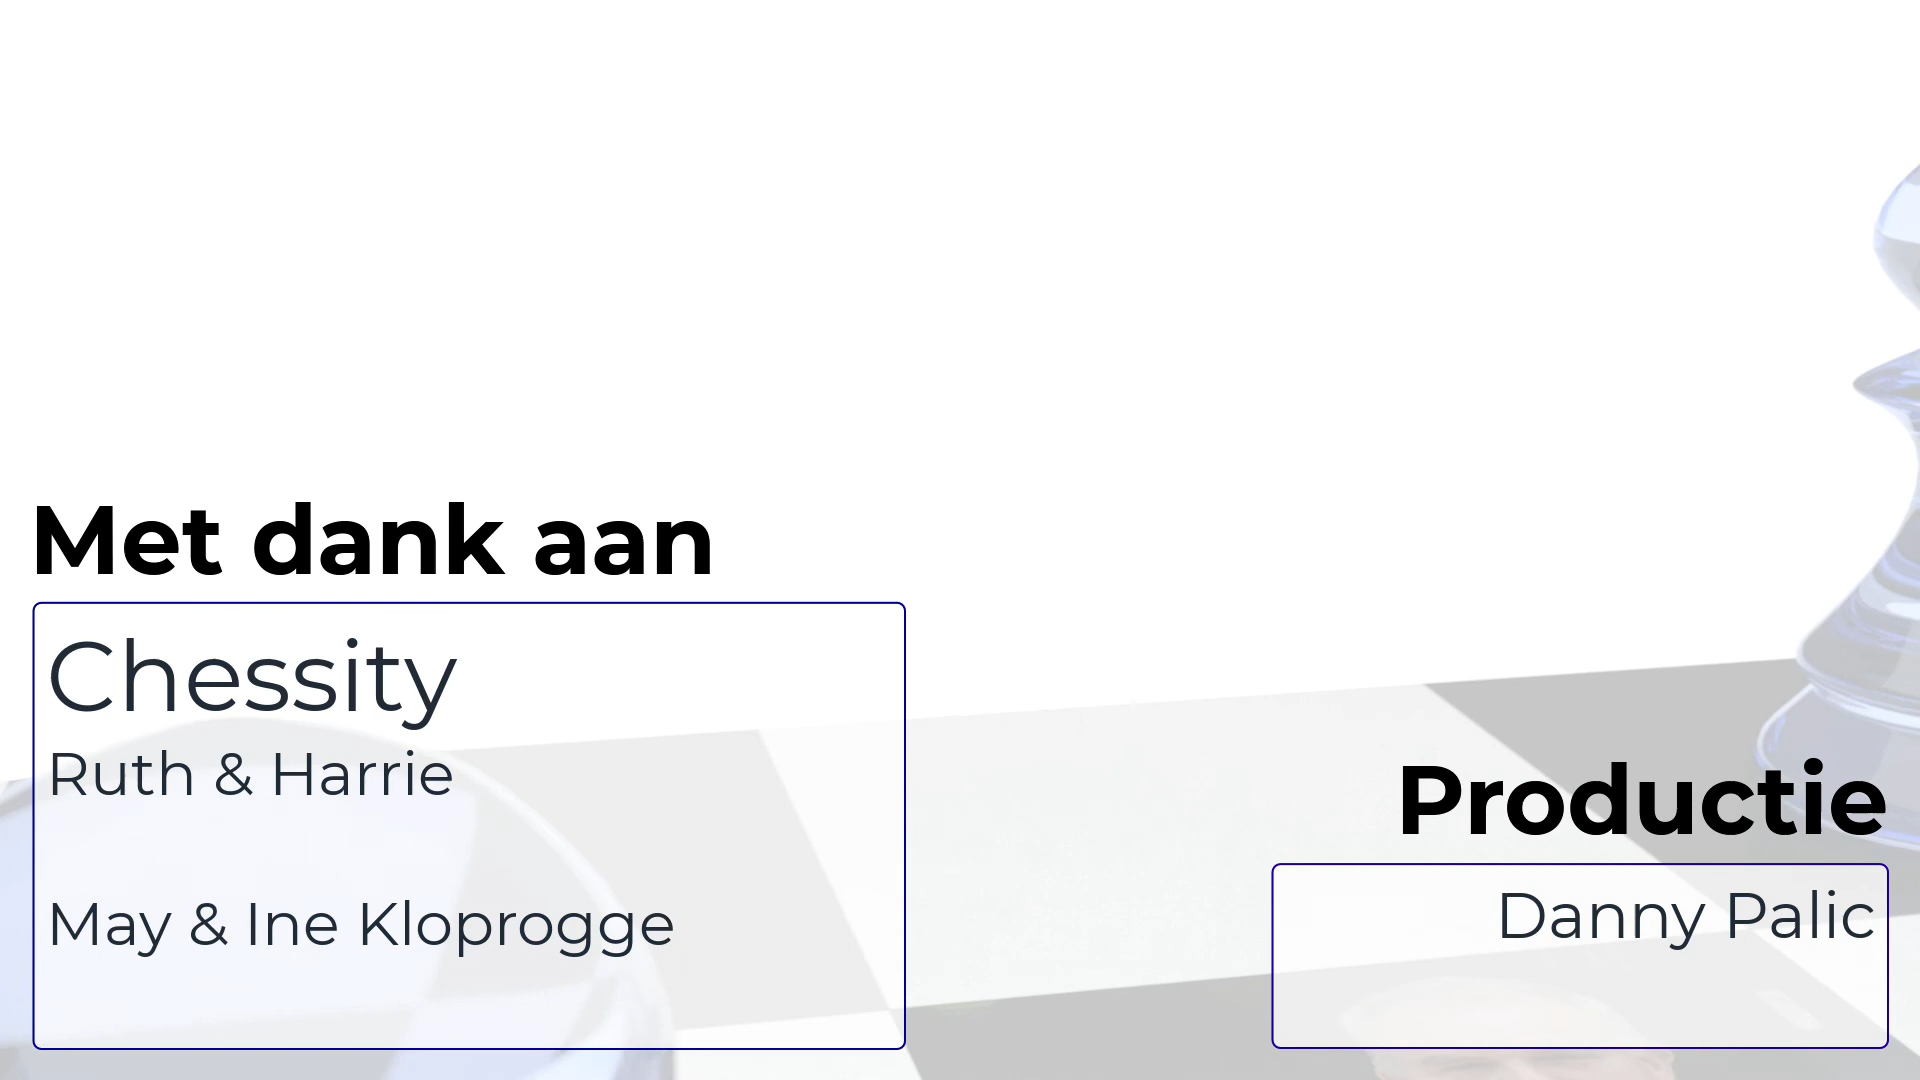 Met dank aan
Chessity
Ruth & Harrie
May & Ine Kloprogge
Productie
Danny Palic